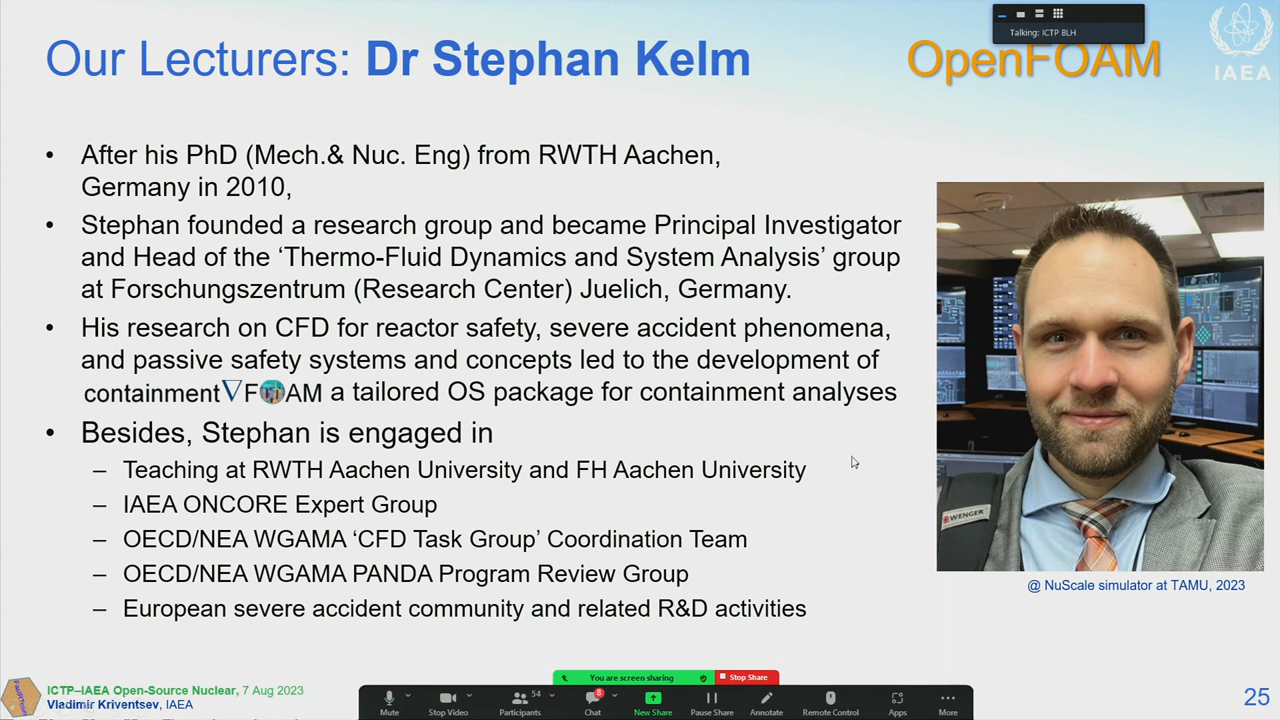 Talking: ICTP BLH
Our Lecturers: Dr Stephan Kelm
OpenFOAM
IAEA
• After his PhD (Mech.& Nuc. Eng) from RWTH Aachen,
Germany in 2010,
• Stephan founded a research group and became Principal Investigator
and Head of the ‘Thermo-Fluid Dynamics and System Analysis’ group
at Forschungszentrum (Research Center) Juelich, Germany.
• His research on CFD for reactor safety, severe accident phenomena,
and passive safety systems and concepts led to the development of
containment∇FOAM a tailored OS package for containment analyses
• Besides, Stephan is engaged in
– Teaching at RWTH Aachen University and FH Aachen University
– IAEA ONCORE Expert Group
– OECD/NEA WGAMA ‘CFD Task Group’ Coordination Team
– OECD/NEA WGAMA PANDA Program Review Group
– European severe accident community and related R&D activities
WENGER
@ NuScale simulator at TAMU, 2023
You are screen sharing
Stop Share
ICTP–IAEA Open-Source Nuclear, 7 Aug 2023
Vladimir Kriventsev, IAEA
Mute
Stop Video
54
Participants
8
Chat
New Share
Pause Share
Annotate
Remote Control
Apps
More
25